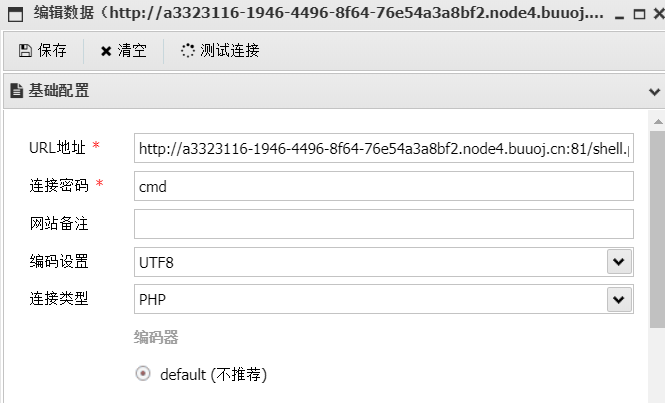 编辑数据（http://a3323116-1946-4496-8f64-76e54a3a8bf2.node4.buuoj....
保存 清空 测试连接
基础配置
URL地址 * http://a3323116-1946-4496-8f64-76e54a3a8bf2.node4.buuoj.cn:81/shell.
连接密码 * cmd
网站备注
编码设置 UTF8
连接类型 PHP
编码器
default (不推荐)